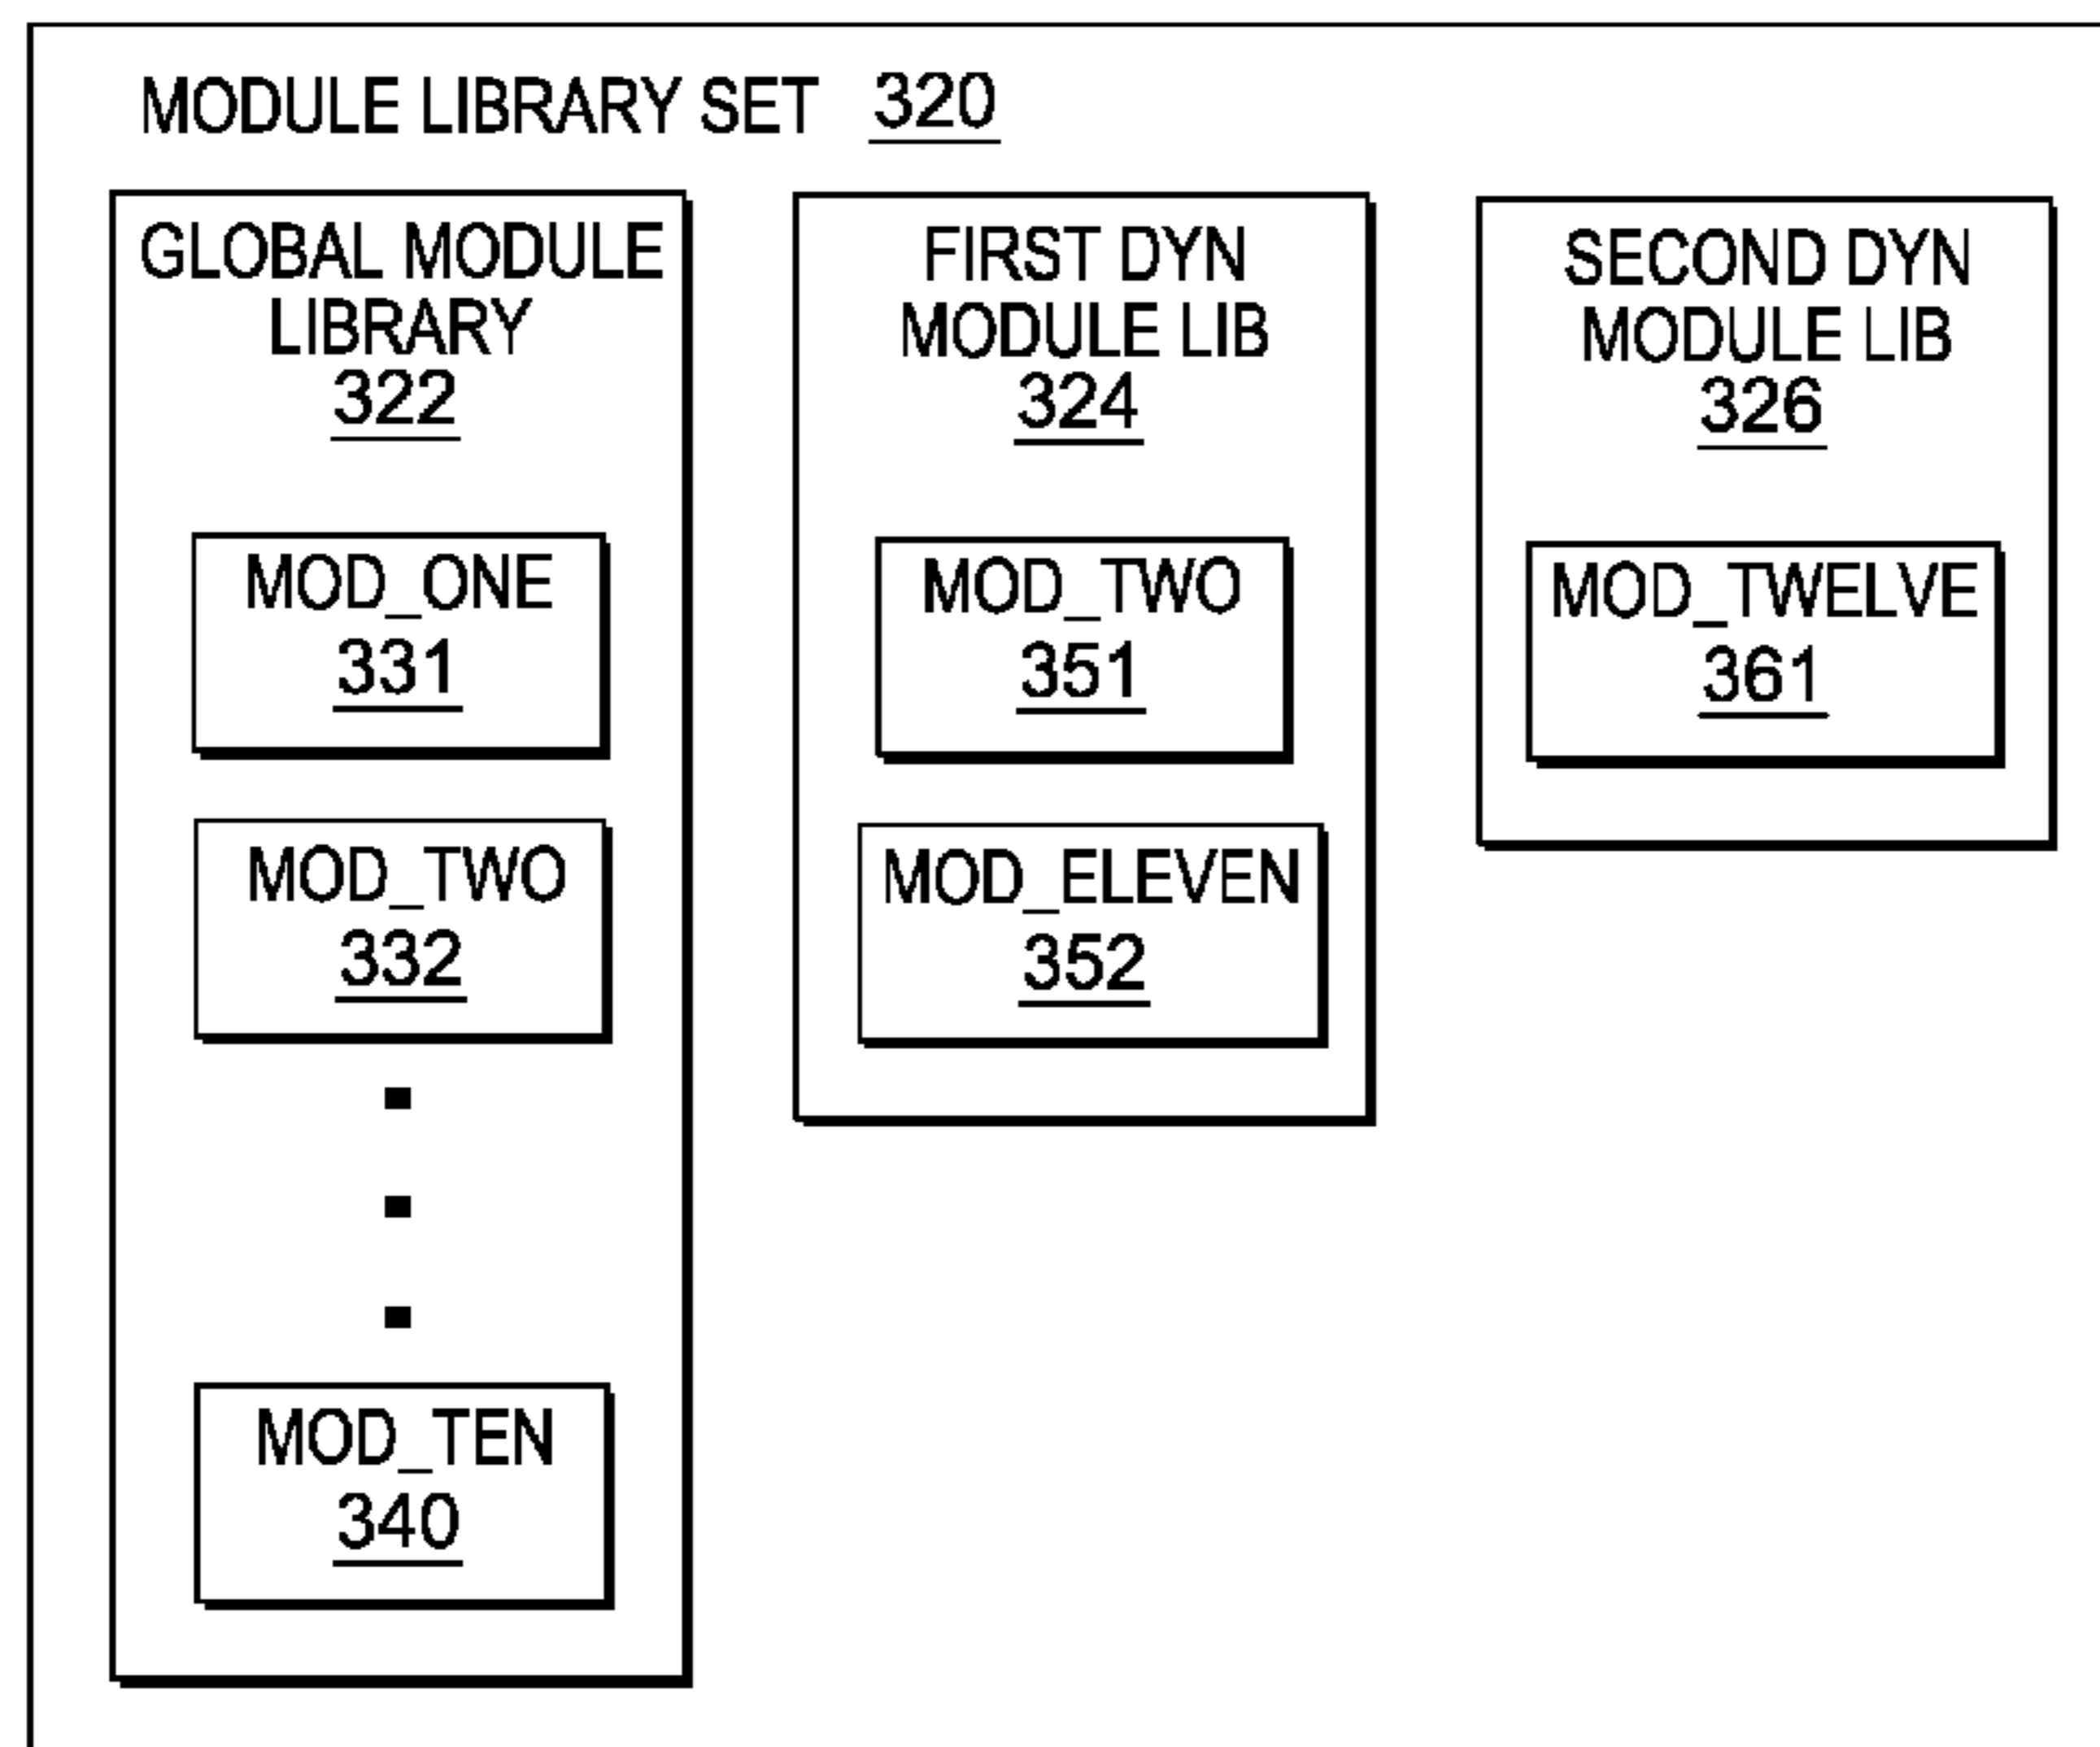 MODULE LIBRARY SET 320
GLOBAL MODULE
LIBRARY
322
MOD_ONE
331
MOD_TWO
332
MOD_TEN
340
FIRST DYN
MODULE LIB
324
MOD_TWO
351
MOD_ELEVEN
352
SECOND DYN
MODULE LIB
326
MOD_TWELVE
361